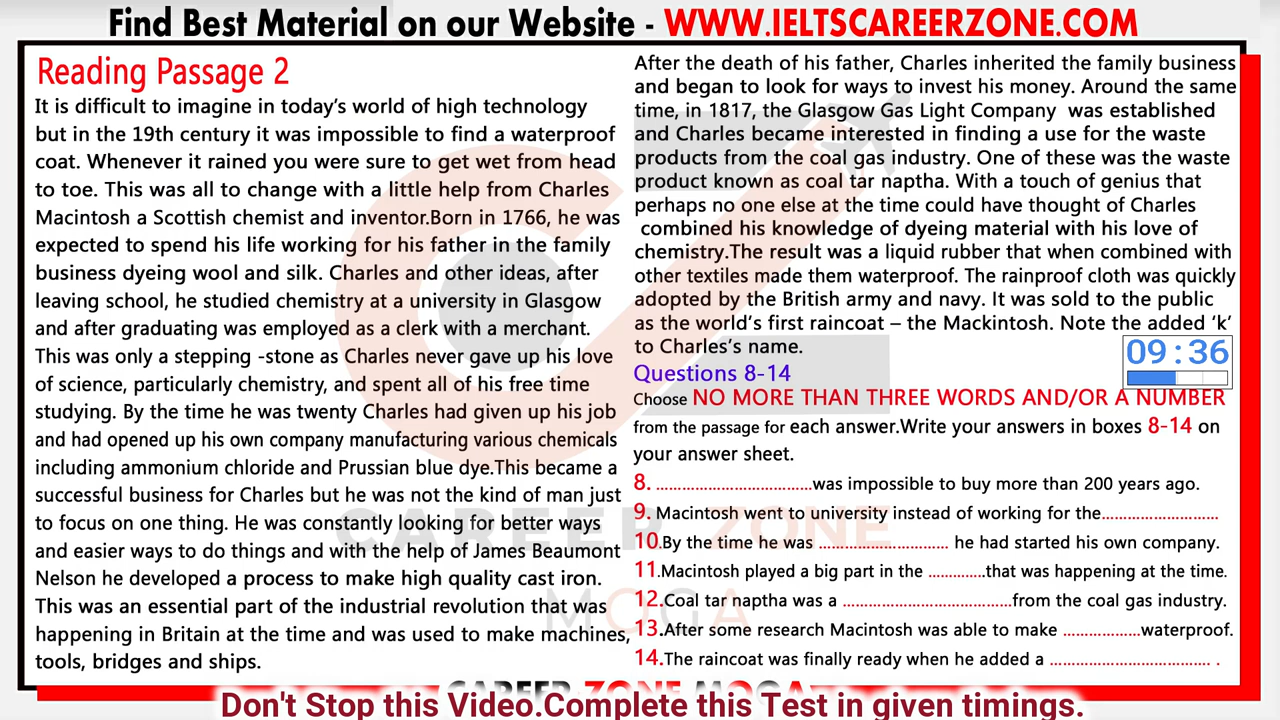 Find Best Material on our Website - WWW.IELTSCAREERZONE.COM
Reading Passage 2
It is difficult to imagine in today's world of high technology
but in the 19th century it was impossible to find a waterproof
coat. Whenever it rained you were sure to get wet from head
to toe. This was all to change with a little help from Charles
Macintosh a Scottish chemist and inventor.Born in 1766, he was
expected to spend his life working for his father in the family
business dyeing wool and silk. Charles and other ideas, after
leaving school, he studied chemistry at a university in Glasgow
and after graduating was employed as a clerk with a merchant.
This was only a stepping -stone as Charles never gave up his love
of science, particularly chemistry, and spent all of his free time
studying. By the time he was twenty Charles had given up his job
and had opened up his own company manufacturing various chemicals
including ammonium chloride and Prussian blue dye.This became a
successful business for Charles but he was not the kind of man just
to focus on one thing. He was constantly looking for better ways
and easier ways to do things and with the help of James Beaumont
Nelson he developed a process to make high quality cast iron.
This was an essential part of the industrial revolution that was
happening in Britain at the time and was used to make machines,
tools, bridges and ships.
After the death of his father, Charles inherited the family business
and began to look for ways to invest his money. Around the same
time, in 1817, the Glasgow Gas Light Company was established
and Charles became interested in finding a use for the waste
products from the coal gas industry. One of these was the waste
product known as coal tar naptha. With a touch of genius that
perhaps no one else at the time could have thought of Charles
combined his knowledge of dyeing material with his love of
chemistry.The result was a liquid rubber that when combined with
other textiles made them waterproof. The rainproof cloth was quickly
adopted by the British army and navy. It was sold to the public
as the world's first raincoat – the Mackintosh. Note the added 'k'
to Charles's name.
09:36
Questions 8-14
Choose NO MORE THAN THREE WORDS AND/OR A NUMBER
from the passage for each answer.Write your answers in boxes 8-14 on
your answer sheet.
8. ....................................was impossible to buy more than 200 years ago.
9. Macintosh went to university instead of working for the...........................
10.By the time he was .............................. he had started his own company.
11.Macintosh played a big part in the .............that was happening at the time.
12.Coal tar naptha was a .......................................from the coal gas industry.
13.After some research Macintosh was able to make ..................waterproof.
14.The raincoat was finally ready when he added a ..................................... .
CAREER ZONE
MOGA
CAREER ZONE MOGA
Don't Stop this Video.Complete this Test in given timings.